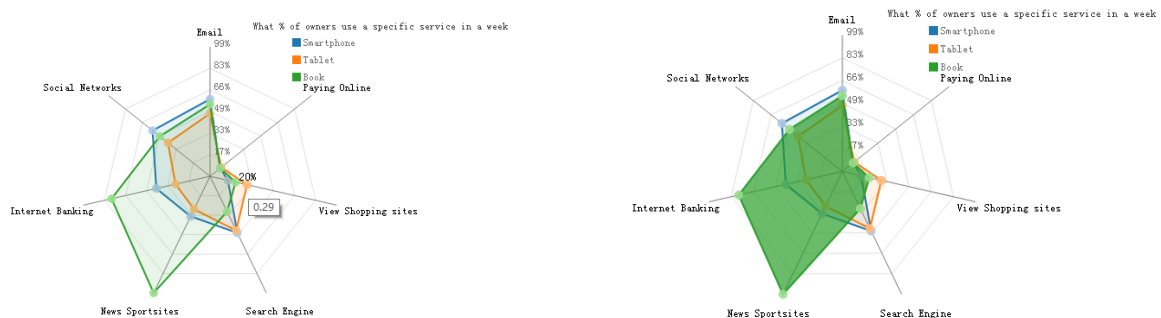 What % of owners use a specific service in a week
Email
Smartphone
Tablet
Book
99%
83%
66%
49%
33%
17%
Social Networks
Paying Online
20%
0.29
Internet Banking
View Shopping sites
News Sportsites
Search Engine
What % of owners use a specific service in a week
Email
Smartphone
Tablet
Book
99%
83%
66%
49%
33%
7%
Social Networks
Paying Online
Internet Banking
View Shopping sites
News Sportsites
Search Engine